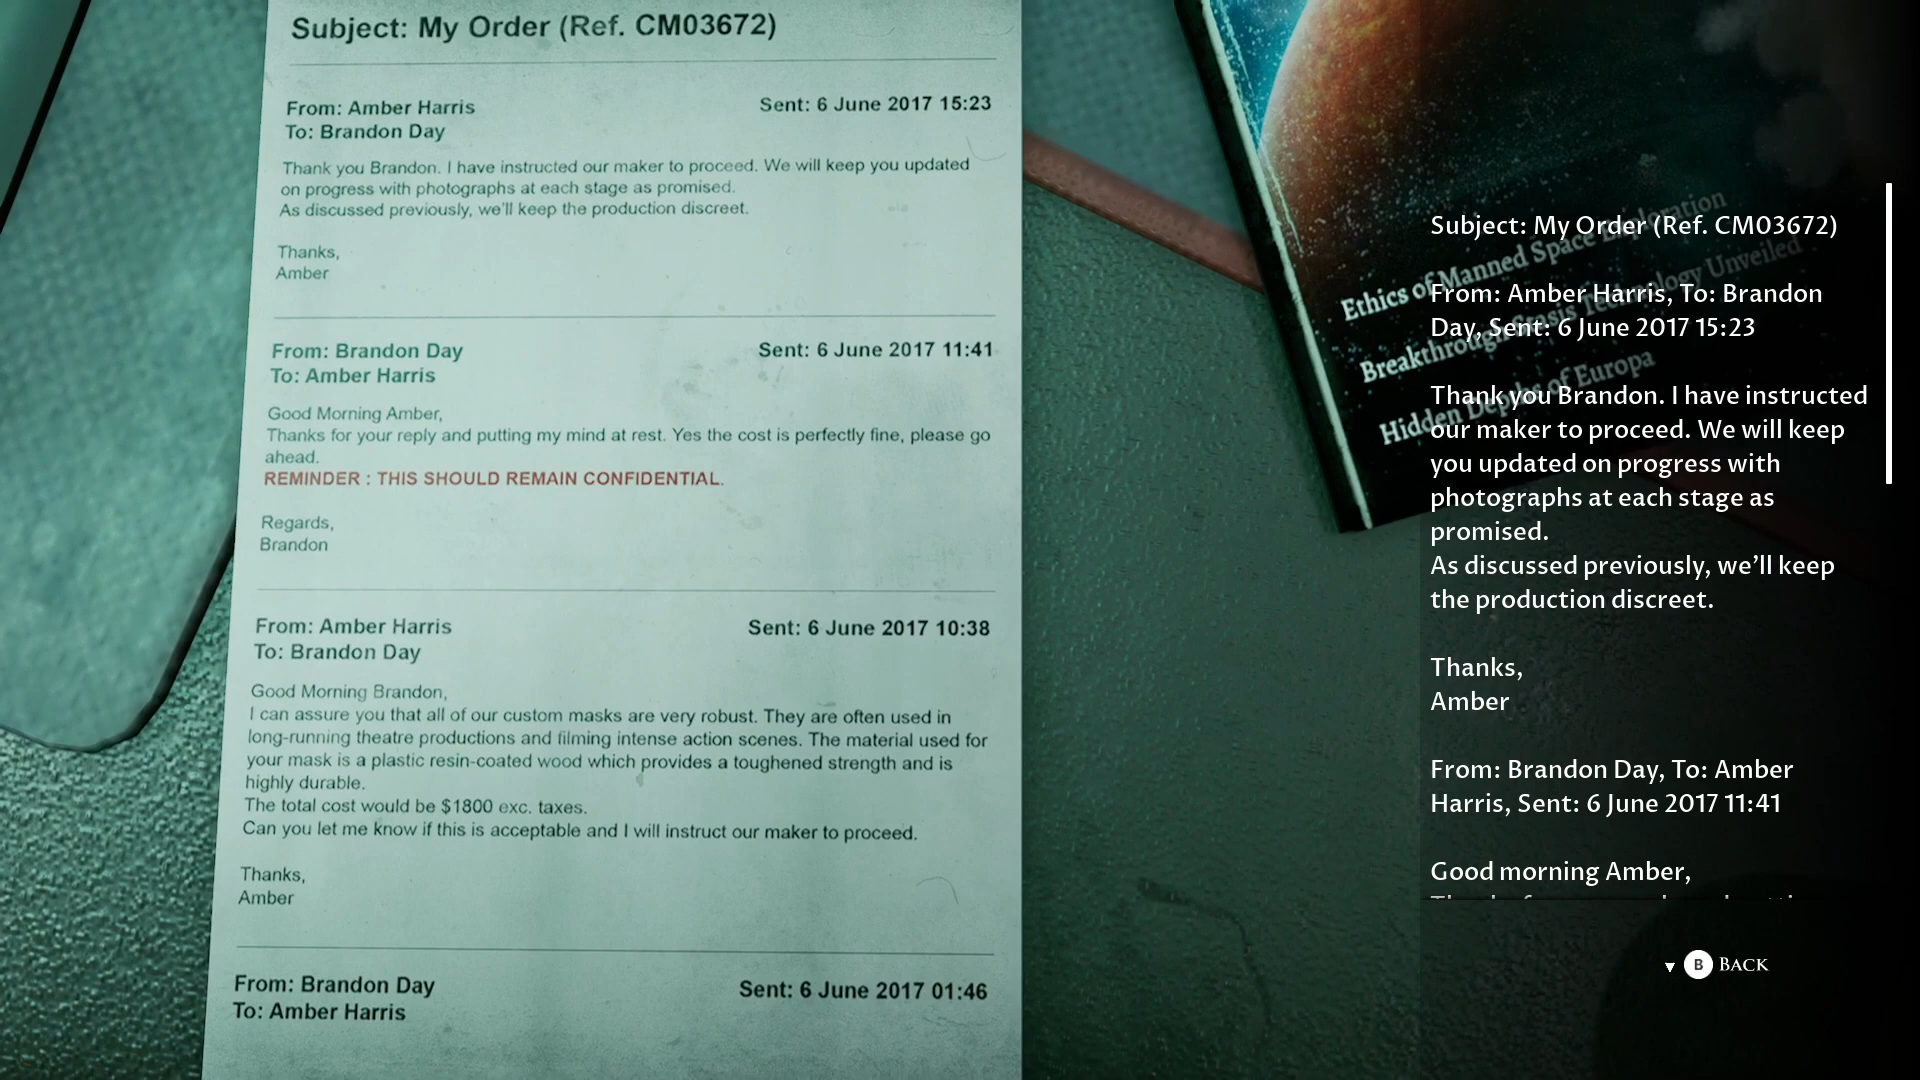 Subject: My Order (Ref. CM03672)
From: Amber Harris
Sent: 6 June 2017 15:23
To: Brandon Day
Thank you Brandon. I have instructed our maker to proceed. We will keep you updated
on progress with photographs at each stage as promised.
As discussed previously, we'll keep the production discreet.
Thanks,
Amber
From: Brandon Day
Sent: 6 June 2017 11:41
To: Amber Harris
Good Morning Amber,
Thanks for your reply and putting my mind at rest. Yes the cost is perfectly fine, please go
ahead.
REMINDER : THIS SHOULD REMAIN CONFIDENTIAL.
Regards,
Brandon
From: Amber Harris
Sent: 6 June 2017 10:38
To: Brandon Day
Good Morning Brandon,
I can assure you that all of our custom masks are very robust. They are often used in
long-running theatre productions and filming intense action scenes. The material used for
your mask is a plastic resin-coated wood which provides a toughened strength and is
highly durable.
The total cost would be $1800 exc. taxes.
Can you let me know if this is acceptable and I will instruct our maker to proceed.
Thanks,
Amber
From: Brandon Day
Sent: 6 June 2017 01:46
To: Amber Harris
Ethics of Manned Space Exploration
Breakthrough Stasis Technology Unveiled
Hidden Depths of Europa
Subject: My Order (Ref. CM03672)
From: Amber Harris, To: Brandon
Day, Sent: 6 June 2017 15:23
Thank you Brandon. I have instructed
our maker to proceed. We will keep
you updated on progress with
photographs at each stage as
promised.
As discussed previously, we'll keep
the production discreet.
Thanks,
Amber
From: Brandon Day, To: Amber
Harris, Sent: 6 June 2017 11:41
Good morning Amber,
B BACK